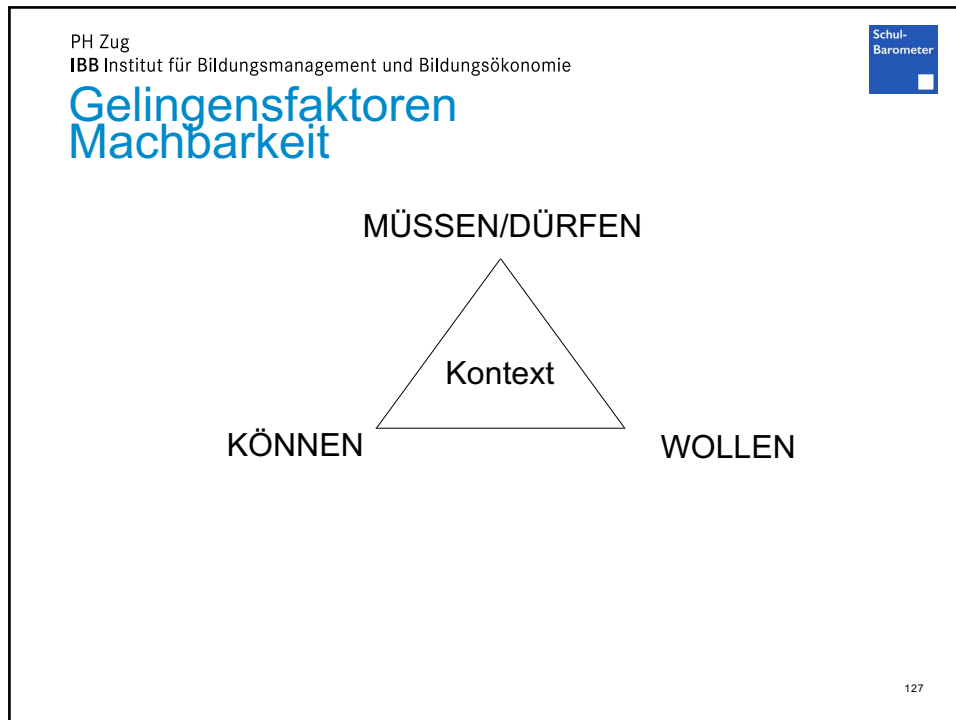 PH Zug
IBB Institut für Bildungsmanagement und Bildungsökonomie
Schul-
Barometer
Gelingensfaktoren
Machbarkeit
MÜSSEN/DÜRFEN
Kontext
KÖNNEN
WOLLEN
127